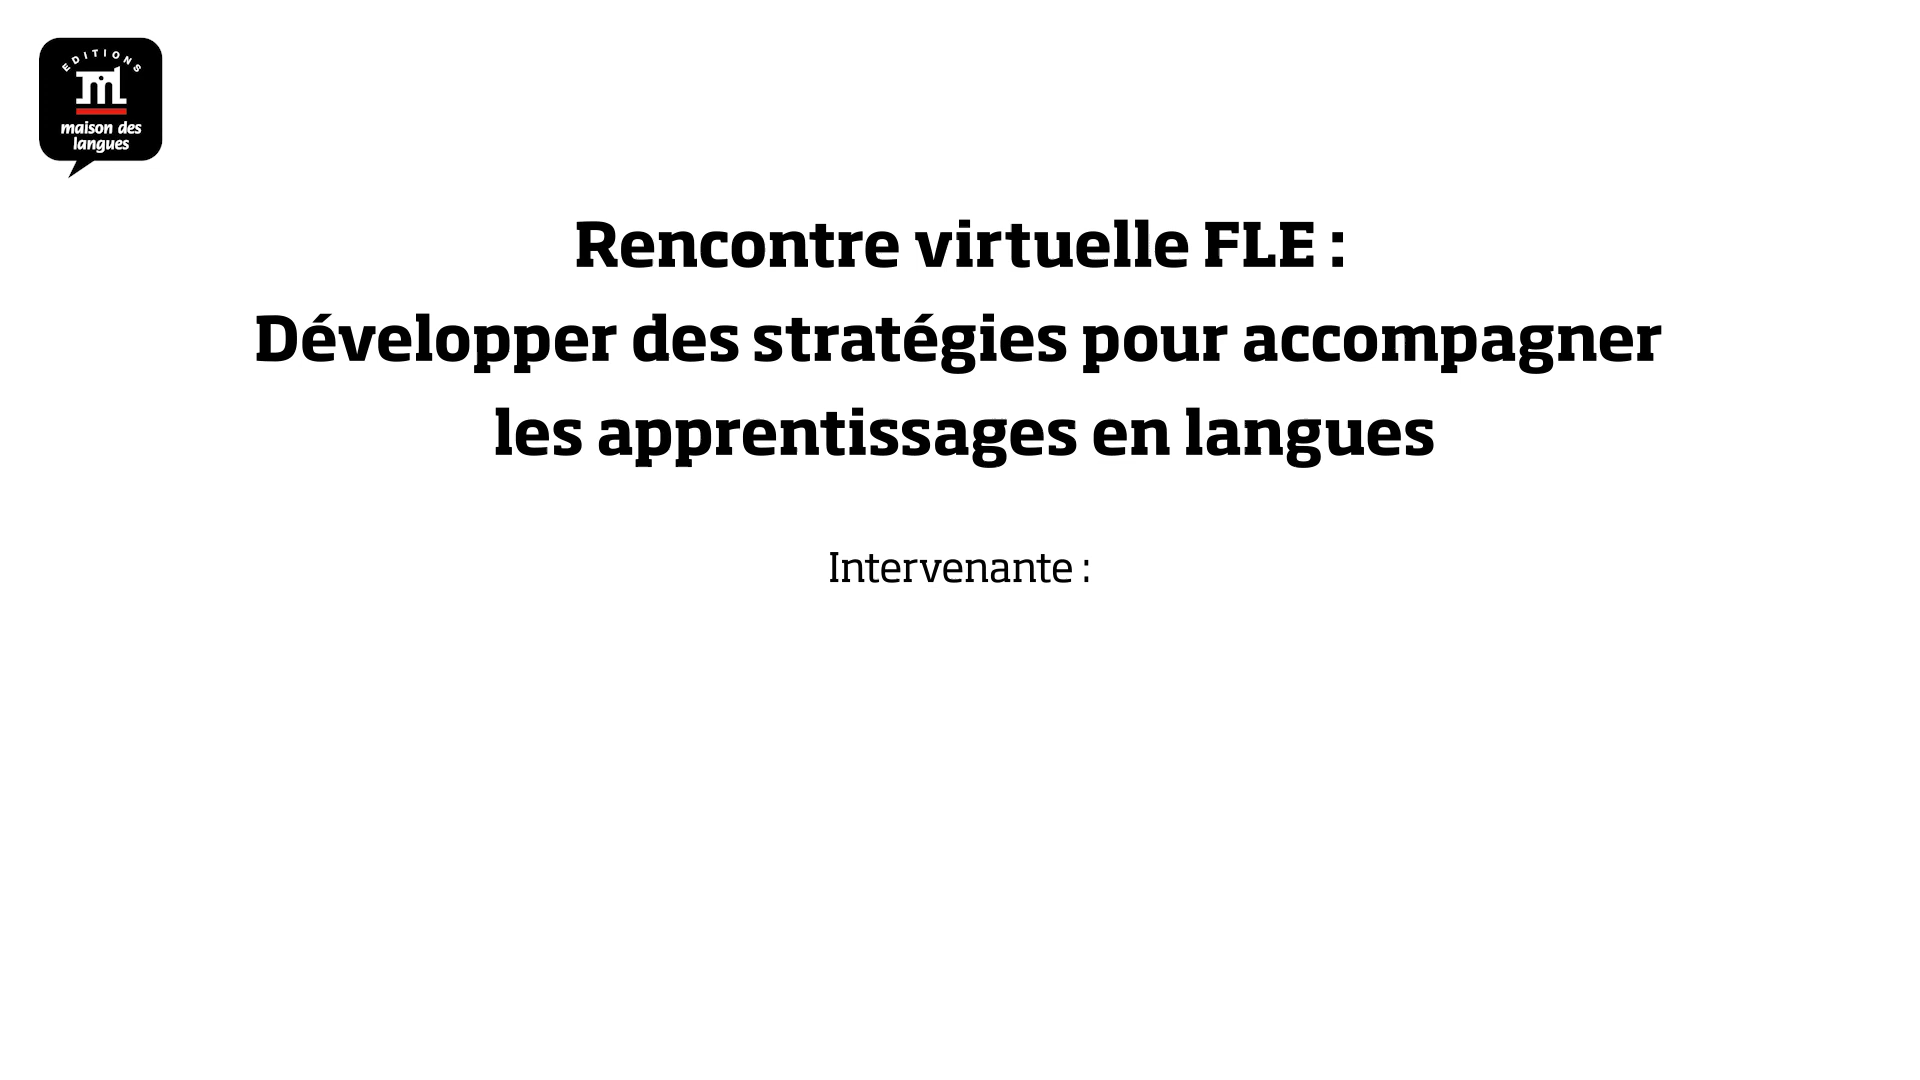 EDITIONS
maison des
langues
Rencontre virtuelle FLE :
Développer des stratégies pour accompagner
les apprentissages en langues
Intervenante :